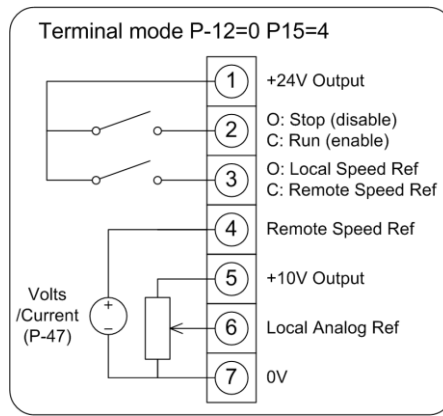 Terminal mode P-12=0 P15=4
1 +24V Output
2 O: Stop (disable)
C: Run (enable)
3 O: Local Speed Ref
C: Remote Speed Ref
4 Remote Speed Ref
5 +10V Output
Volts
/Current
(P-47)
+
−
6 Local Analog Ref
7 0V